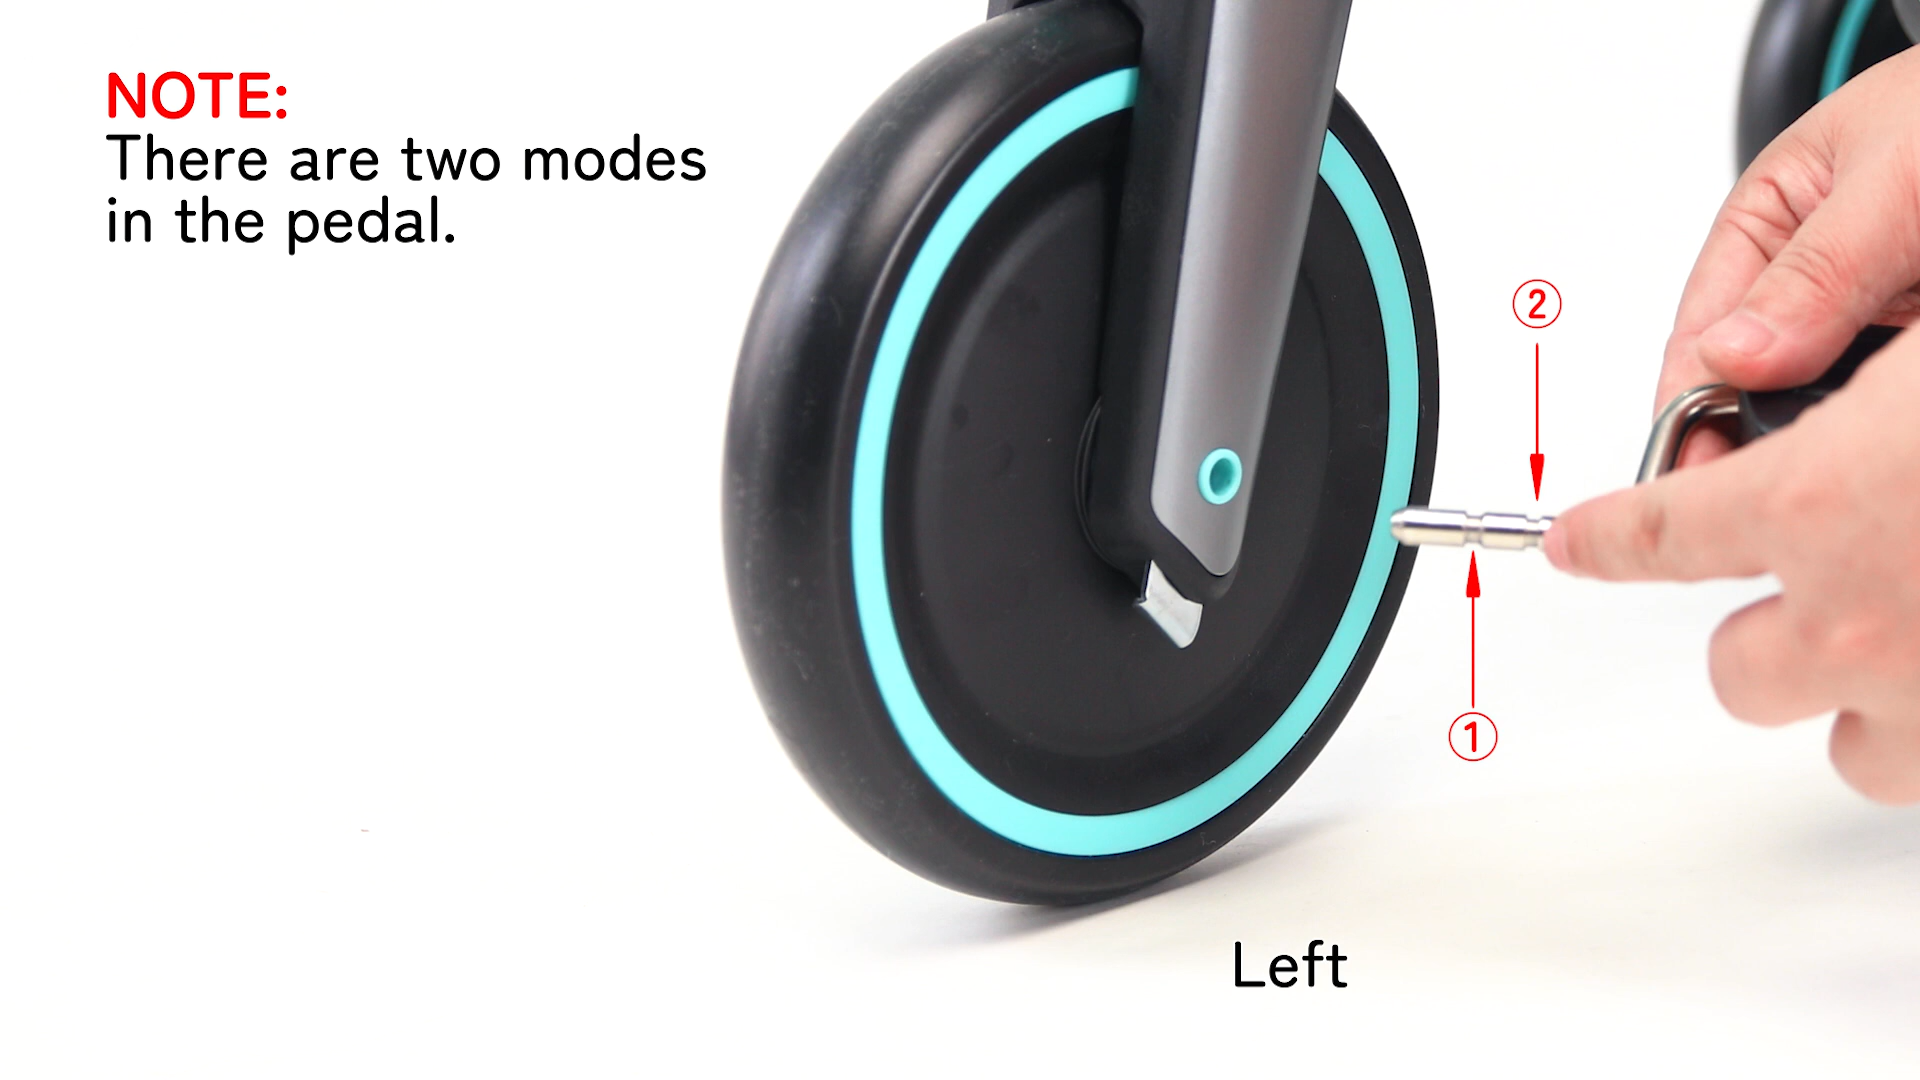 NOTE:
There are two modes
in the pedal.
②
①
Left